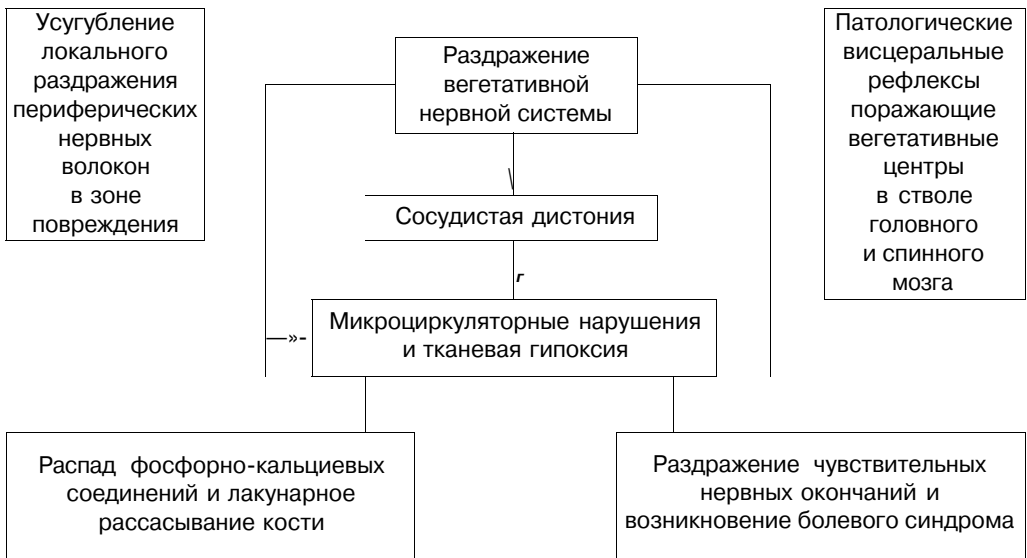 Усугубление
локального
раздражения
периферических
нервных
волокон
в зоне
повреждения
Раздражение
вегетативной
нервной системы
Патологические
висцеральные
рефлексы
поражающие
вегетативные
центры
в стволе
головного
и спинного
мозга
\
Сосудистая дистония
г
—»-
Микроциркуляторные нарушения
и тканевая гипоксия
Распад фосфорно-кальциевых
соединений и лакунарное
рассасывание кости
Раздражение чувствительных
нервных окончаний и
возникновение болевого синдрома